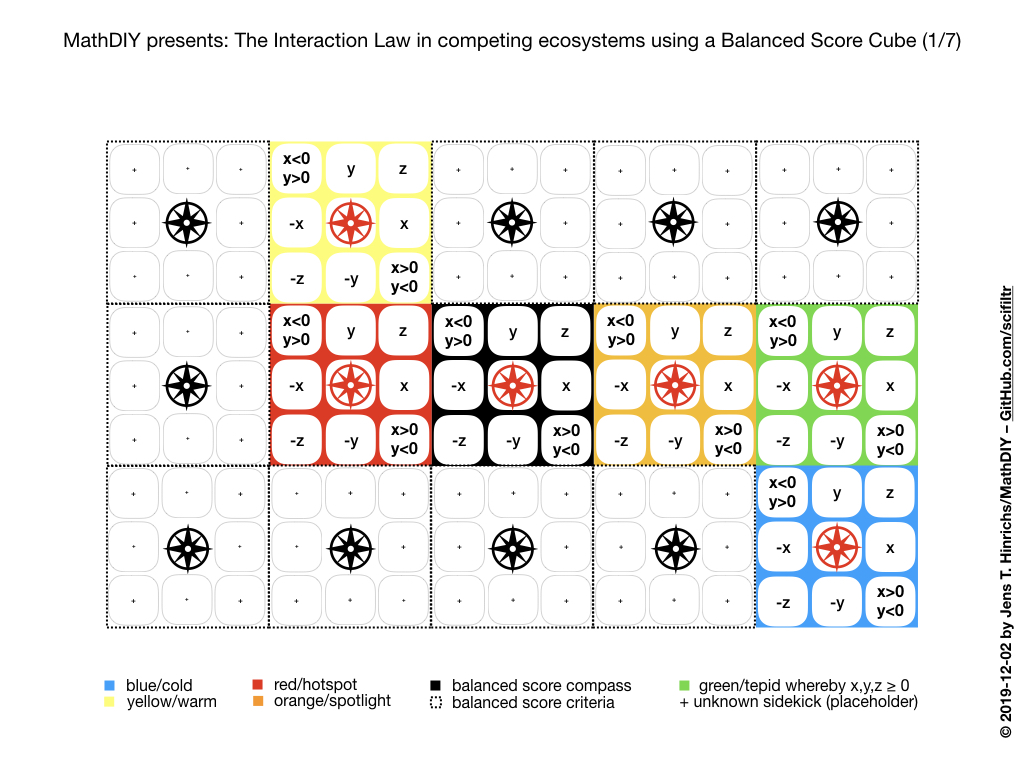 MathDIY presents: The Interaction Law in competing ecosystems using a Balanced Score Cube (1/7)
+ + + x<0 y z + + + + + + + + +
y>0
+ + -x x + + + + + +
+ + + -z -y x>0 + + + + + + + + +
y<0
+ + + x<0 y z x<0 y z x<0 y z x<0 y z
y>0 y>0 y>0 y>0
+ + -x x -x x -x x -x x
+ + + -z -y x>0 -z -y x>0 -z -y x>0 -z -y x>0
y<0 y<0 y<0 y<0
+ + + + + + + + + + + + x<0 y z
y>0
+ + + + + + + + -x x
+ + + + + + + + + + + + -z -y x>0
y<0
blue/cold red/hotspot balanced score compass green/tepid whereby x,y,z ≥ 0
yellow/warm orange/spotlight balanced score criteria + unknown sidekick (placeholder)
© 2019-12-02 by Jens T. Hinrichs/MathDIY – GitHub.com/scifiltr